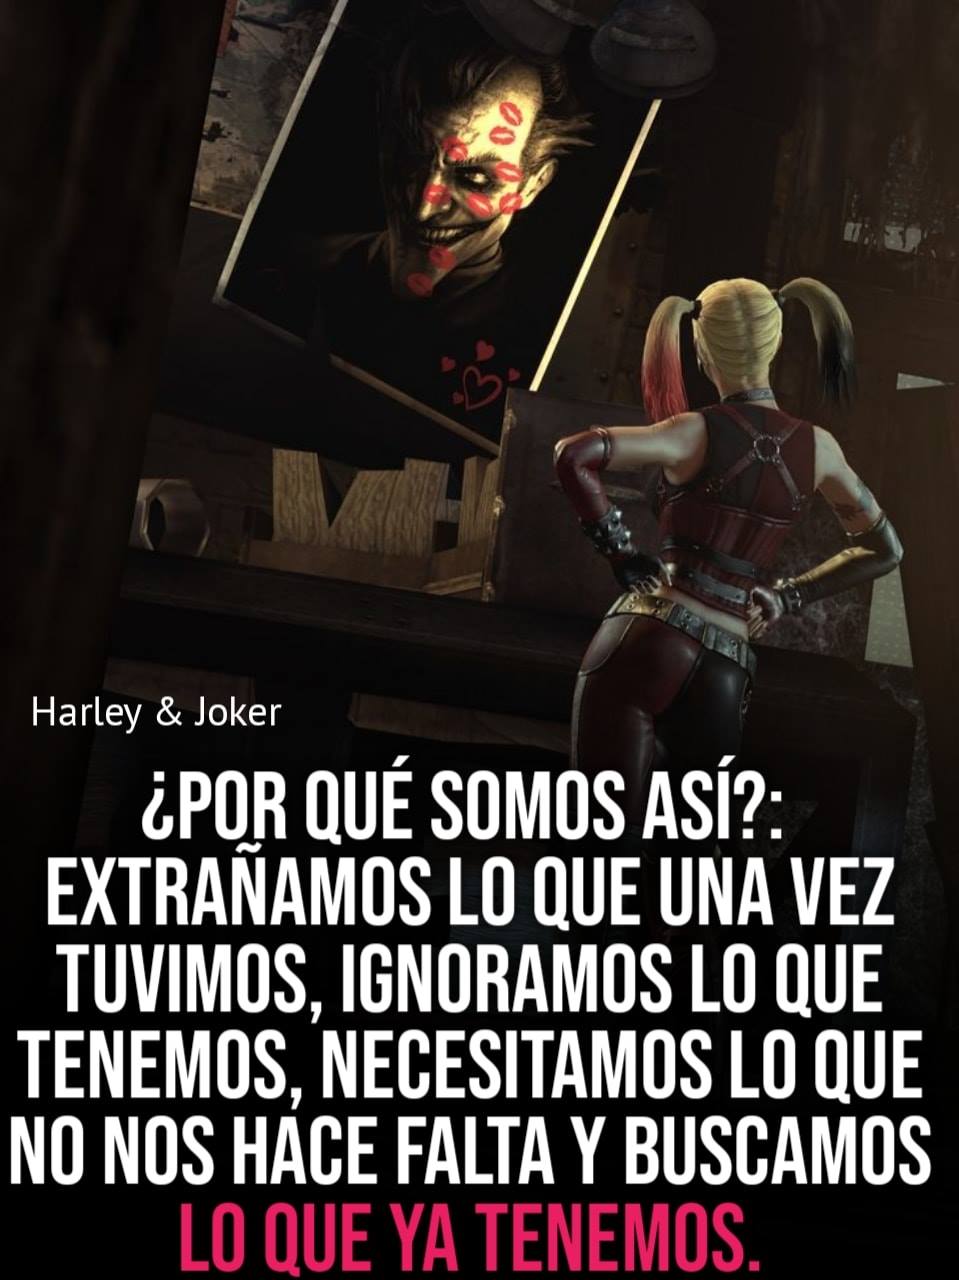 Harley & Joker
¿POR QUÉ SOMOS ASÍ?:
EXTRAÑAMOS LO QUE UNA VEZ
TUVIMOS, IGNORAMOS LO QUE
TENEMOS, NECESITAMOS LO QUE
NO NOS HACE FALTA Y BUSCAMOS
LO QUE YA TENEMOS.